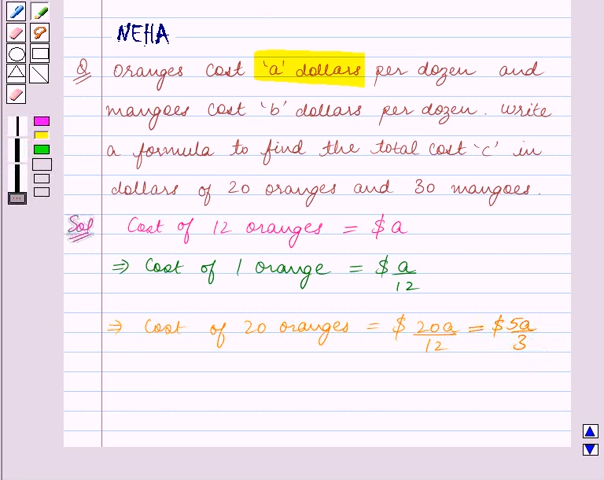 NEHA
Q oranges cost 'a' dollars per dozen and
mangoes cost 'b' dollars per dozen. Write
a formula to find the total cost 'c' in
dollars of 20 oranges and 30 mangoes.
Sol Cost of 12 oranges = $ a
⇒ Cost of 1 orange = $ a/12
⇒ Cost of 20 oranges = $ 20a/12 = $ 5a/3